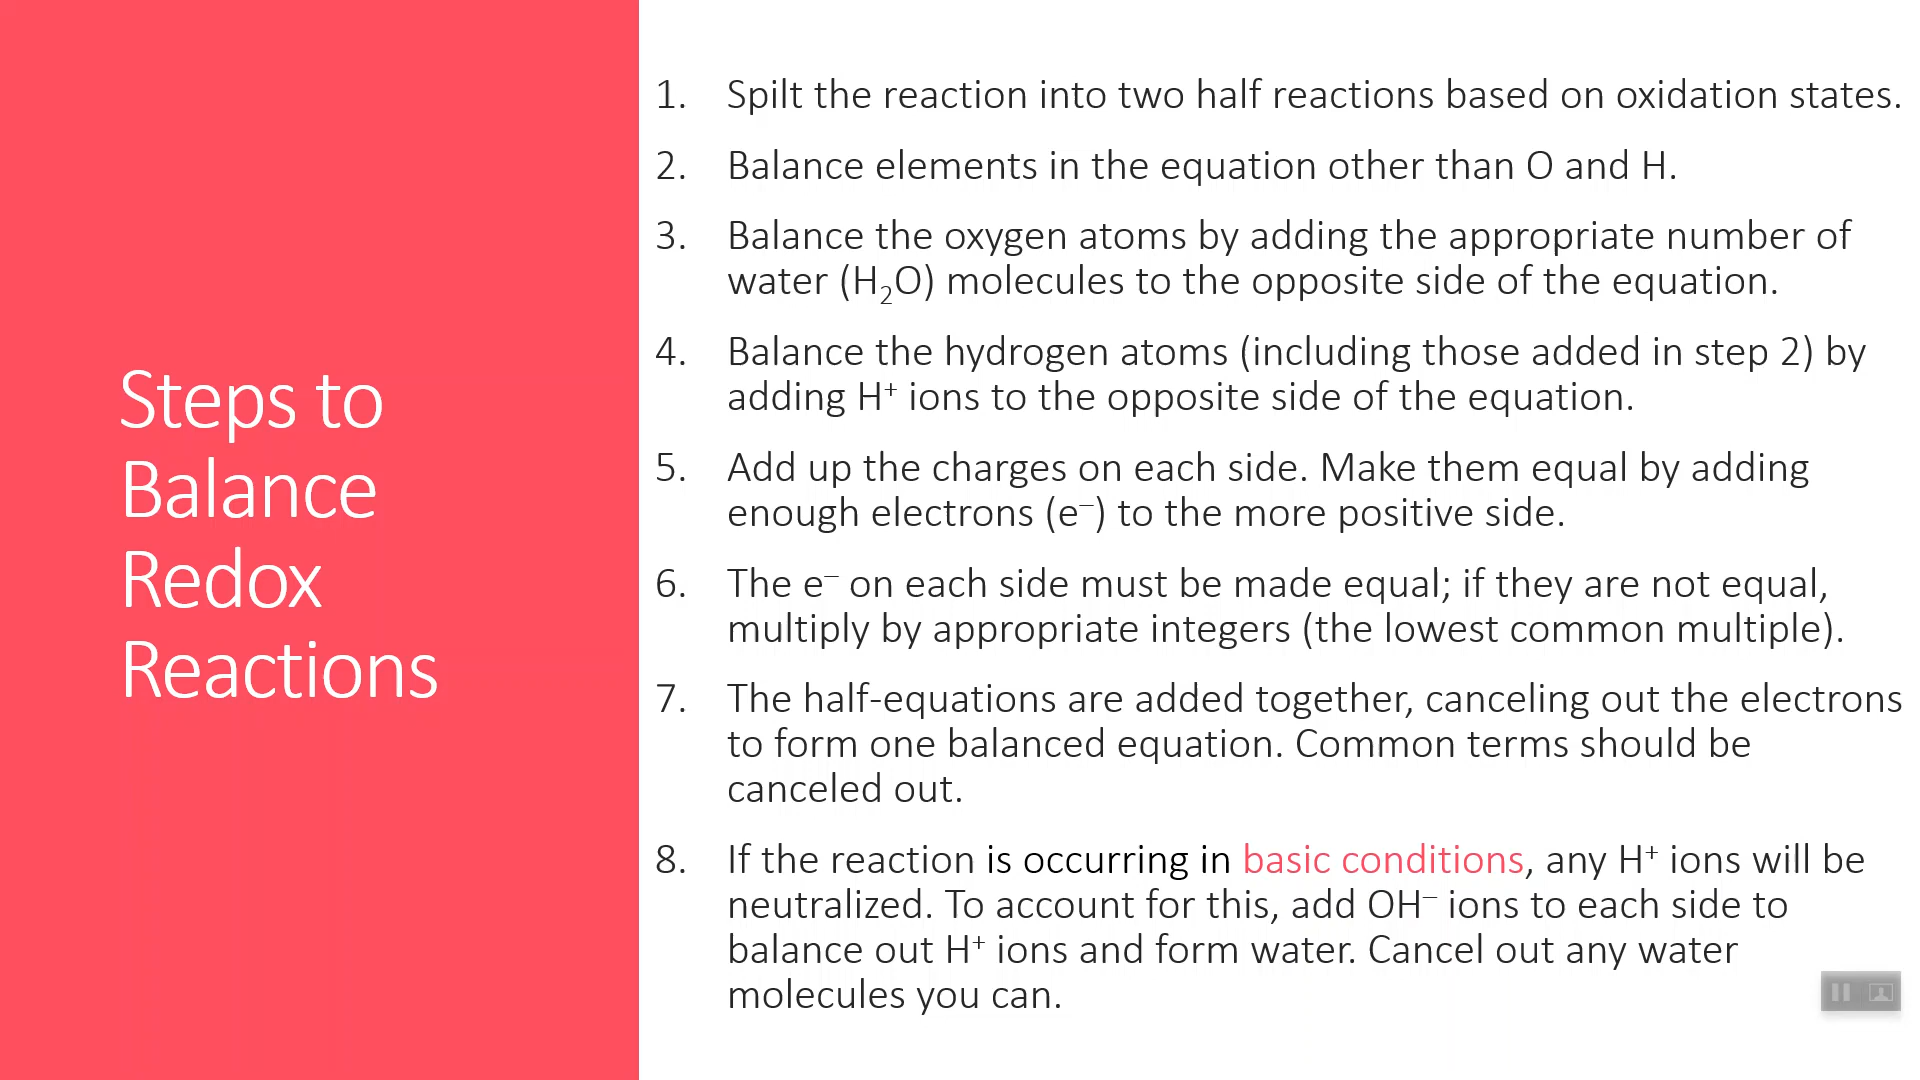 Steps to
Balance
Redox
Reactions
1. Spilt the reaction into two half reactions based on oxidation states.
2. Balance elements in the equation other than O and H.
3. Balance the oxygen atoms by adding the appropriate number of
water (H₂O) molecules to the opposite side of the equation.
4. Balance the hydrogen atoms (including those added in step 2) by
adding H⁺ ions to the opposite side of the equation.
5. Add up the charges on each side. Make them equal by adding
enough electrons (e⁻) to the more positive side.
6. The e⁻ on each side must be made equal; if they are not equal,
multiply by appropriate integers (the lowest common multiple).
7. The half-equations are added together, canceling out the electrons
to form one balanced equation. Common terms should be
canceled out.
8. If the reaction is occurring in basic conditions, any H⁺ ions will be
neutralized. To account for this, add OH⁻ ions to each side to
balance out H⁺ ions and form water. Cancel out any water
molecules you can.